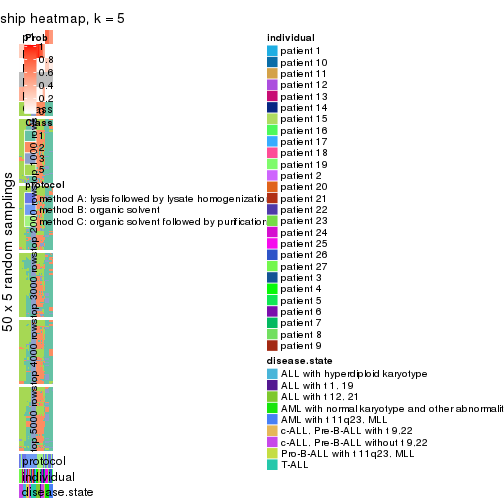 ship heatmap, k = 5
50 x 5 random samplings
Prob
1
0.8
0.6
0.4
0.2
0
Class
1
2
3
5
protocol
method A: lysis followed by lysate homogenizatio
method B: organic solvent
method C: organic solvent followed by purification
top 1000 rows
top 2000 rows
top 3000 rows
top 4000 rows
top 5000 rows
protocol
individual
disease.state
individual
patient 1
patient 10
patient 11
patient 12
patient 13
patient 14
patient 15
patient 16
patient 17
patient 18
patient 19
patient 2
patient 20
patient 21
patient 22
patient 23
patient 24
patient 25
patient 26
patient 27
patient 3
patient 4
patient 5
patient 6
patient 7
patient 8
patient 9
disease.state
ALL with hyperdiploid karyotype
ALL with t1. 19
ALL with t12. 21
AML with normal karyotype and other abnormalit
AML with t11q23. MLL
c-ALL. Pre-B-ALL with t9.22
c-ALL. Pre-B-ALL without t9.22
Pro-B-ALL with t11q23. MLL
T-ALL